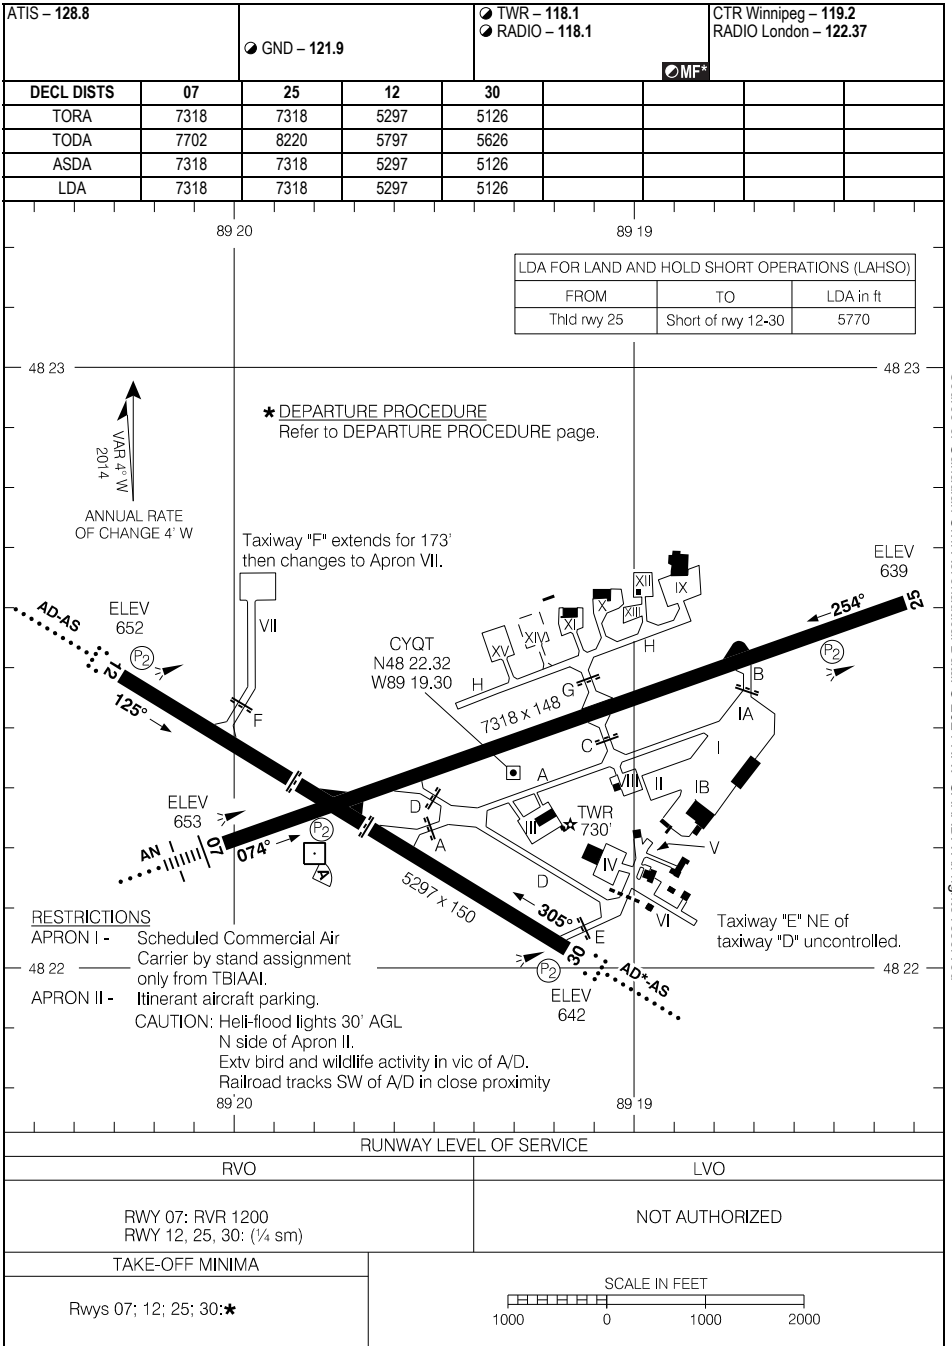 ATIS – 128.8
GND – 121.9
TWR – 118.1
RADIO – 118.1
MF*
CTR Winnipeg – 119.2
RADIO London – 122.37
DECL DISTS 07 25 12 30
TORA 7318 7318 5297 5126
TODA 7702 8220 5797 5626
ASDA 7318 7318 5297 5126
LDA 7318 7318 5297 5126
89 20 89 19
LDA FOR LAND AND HOLD SHORT OPERATIONS (LAHSO)
FROM TO LDA in ft
Thld rwy 25 Short of rwy 12-30 5770
48 23 48 23
* DEPARTURE PROCEDURE
Refer to DEPARTURE PROCEDURE page.
VAR 4° W
2014
ANNUAL RATE
OF CHANGE 4' W
Taxiway "F" extends for 173'
then changes to Apron VII.
ELEV
639
25
254°
P2
AD-AS
ELEV
652
P2
12
125°
VII
F
CYQT
N48 22.32
W89 19.30
XV
XIV
XI
X
XIII
XII
IX
H
H
G
7318 x 148
C
B
IA
I
A
VIII
II
IB
III
TWR
730'
V
IV
VI
D
A
D
E
ELEV
653
P2
07
074°
AN
A
5297 x 150
305°
30
P2
AD*-AS
ELEV
642
Taxiway "E" NE of
taxiway "D" uncontrolled.
RESTRICTIONS
APRON I - Scheduled Commercial Air
Carrier by stand assignment
only from TBIAAI.
48 22 48 22
APRON II - Itinerant aircraft parking.
CAUTION: Heli-flood lights 30' AGL
N side of Apron II.
Extv bird and wildlife activity in vic of A/D.
Railroad tracks SW of A/D in close proximity
89 20 89 19
RUNWAY LEVEL OF SERVICE
RVO LVO
RWY 07: RVR 1200
RWY 12, 25, 30: (¼ sm)
NOT AUTHORIZED
TAKE-OFF MINIMA
Rwys 07; 12; 25; 30:*
SCALE IN FEET
1000 0 1000 2000